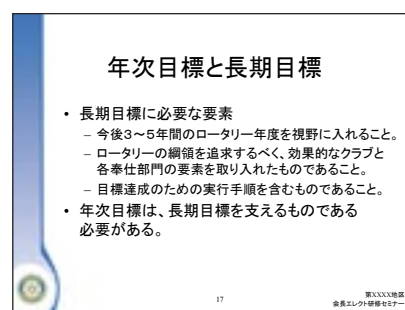 年次目標と長期目標
• 長期目標に必要な要素
– 今後3~5年間のロータリー年度を視野に入れること。
– ロータリーの綱領を追求するべく、効果的なクラブと
各奉仕部門の要素を取り入れたものであること。
– 目標達成のための実行手順を含むものであること。
• 年次目標は、長期目標を支えるものである
必要がある。
17
第XXXX地区
会長エレクト研修セミナー